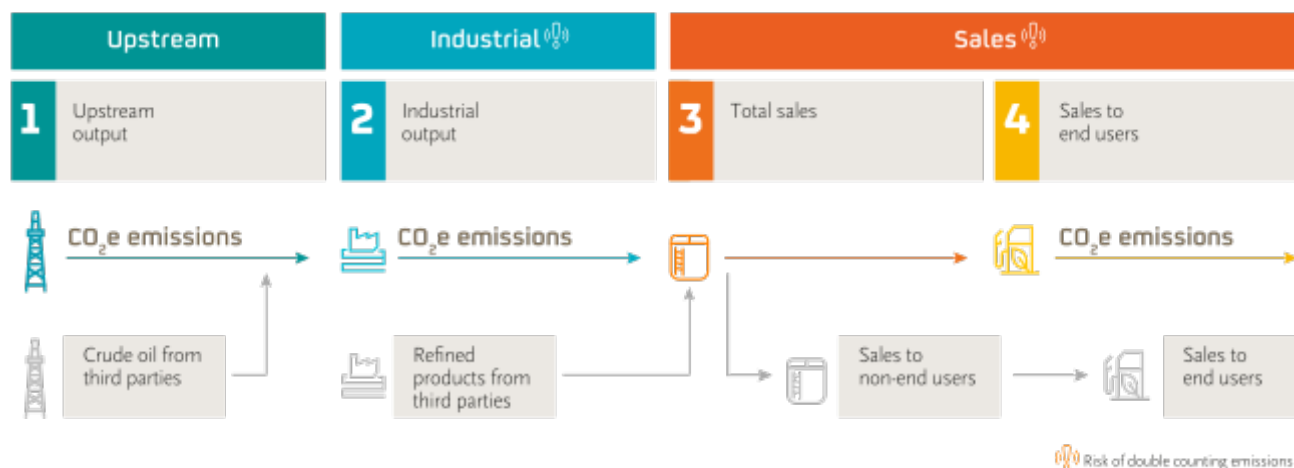 Upstream
Industrial
Sales
1
Upstream
output
2
Industrial
output
3
Total sales
4
Sales to
end users
CO₂e emissions
CO₂e emissions
CO₂e emissions
Crude oil from
third parties
Refined
products from
third parties
Sales to
non-end users
Sales to
end users
Risk of double counting emissions